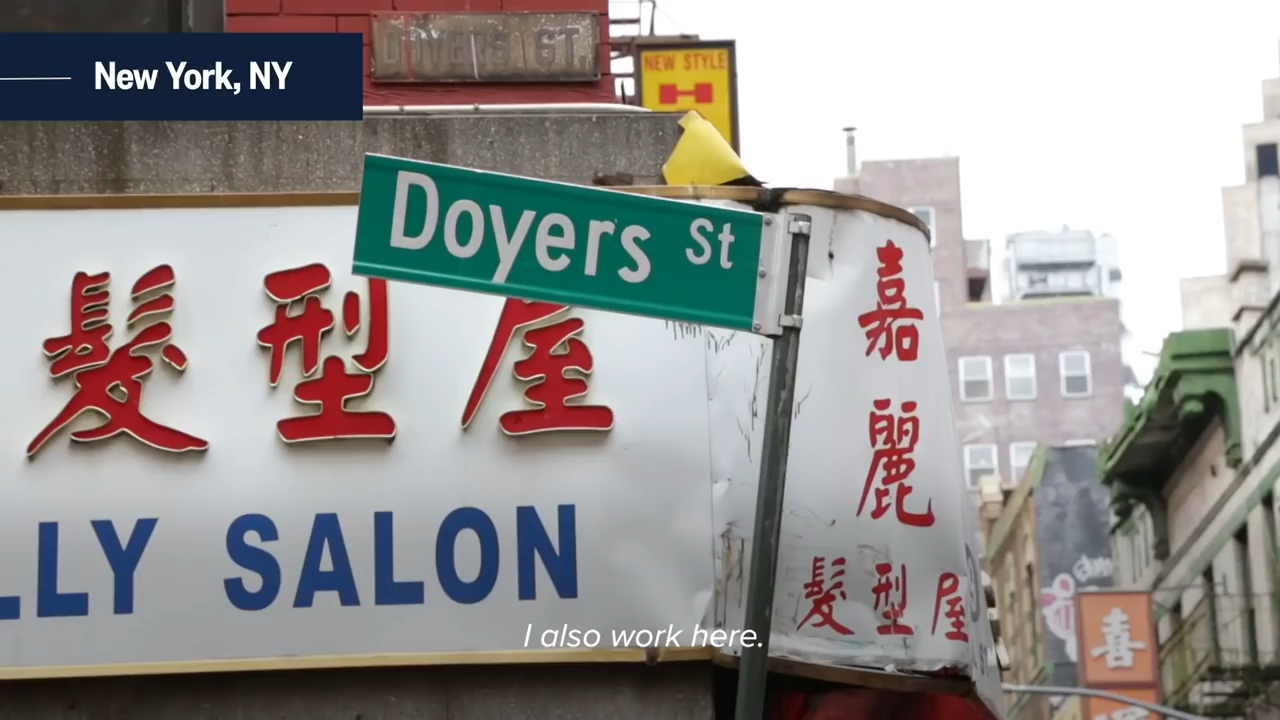 DOYERS ST.
New York, NY
NEW STYLE
Doyers St
髮型屋
LLY SALON
嘉麗
髮型屋
I also work here.
喜